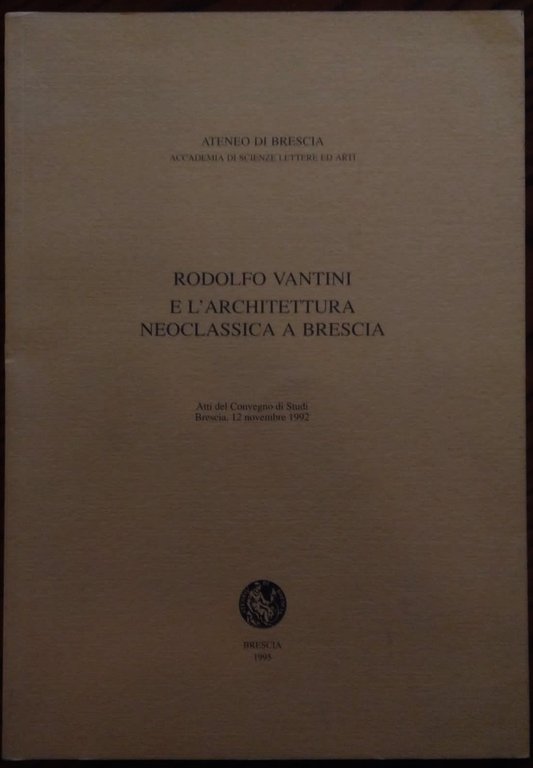 ATENEO DI BRESCIA
ACCADEMIA DI SCIENZE LETTERE ED ARTI
RODOLFO VANTINI
E L'ARCHITETTURA
NEOCLASSICA A BRESCIA
Atti del Convegno di Studi
Brescia, 12 novembre 1992
BRESCIA
1995